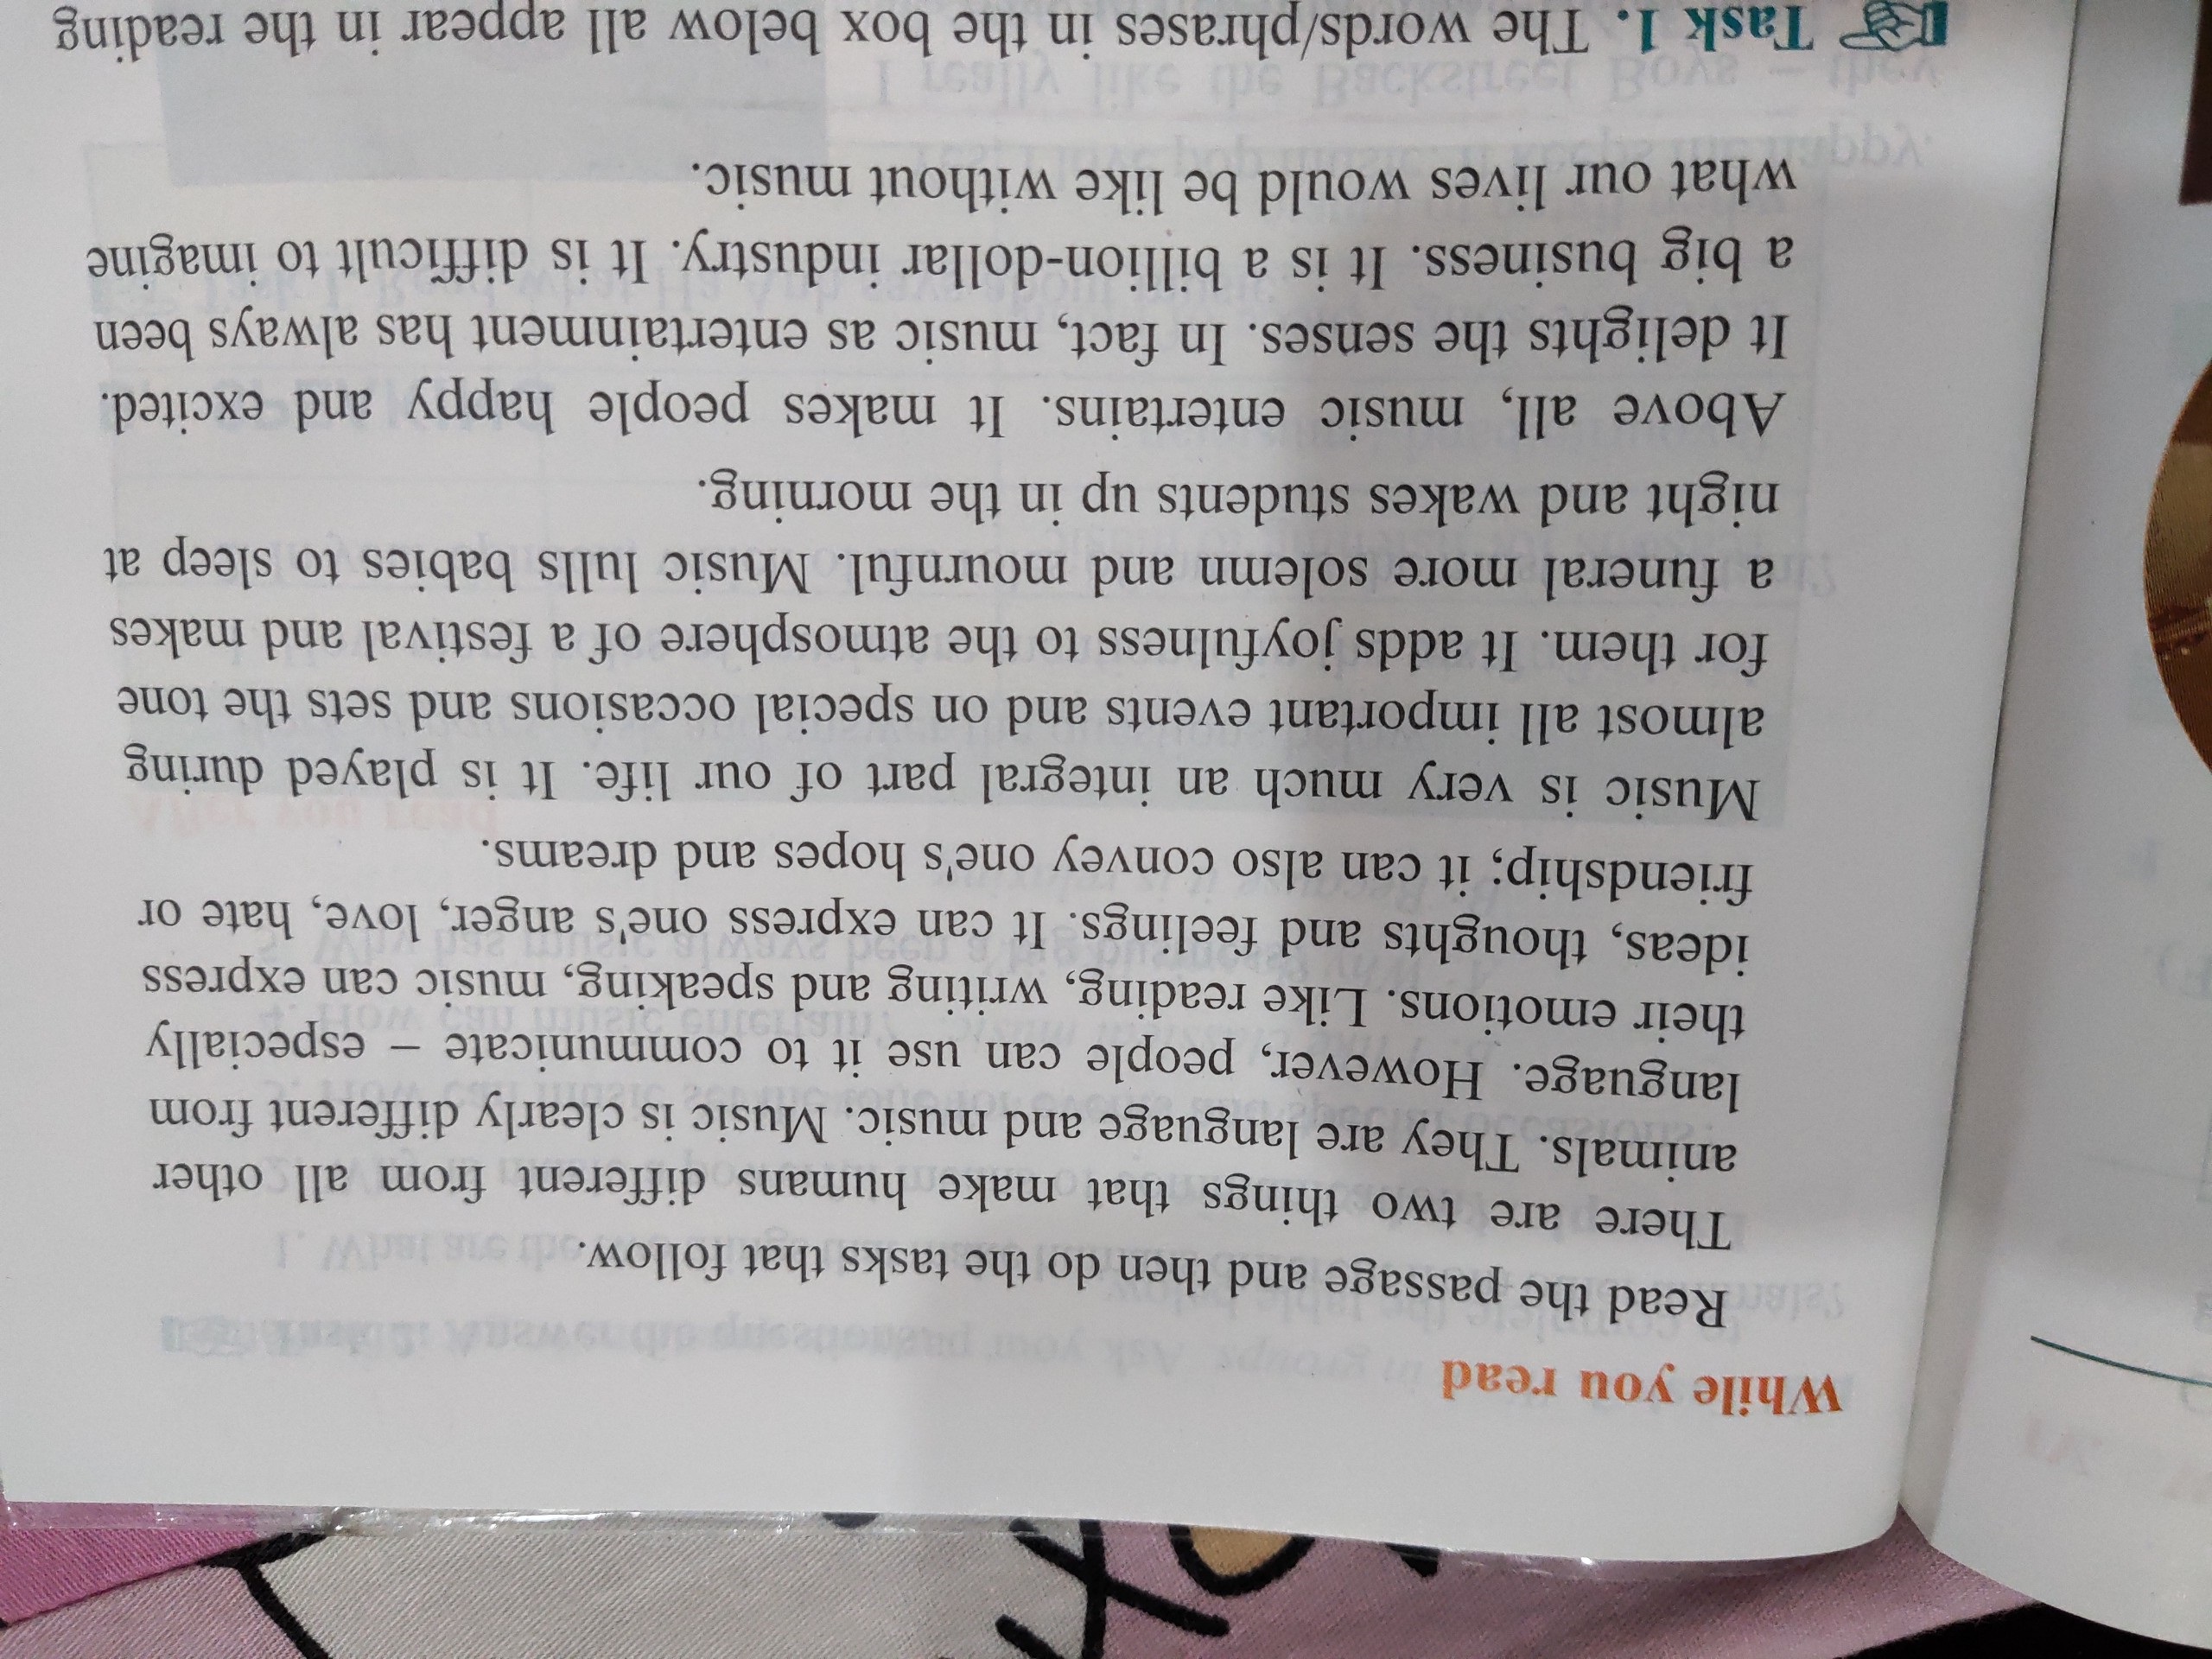 While you read
Read the passage and then do the tasks that follow.
There are two things that make humans different from all other
animals. They are language and music. Music is clearly different from
language. However, people can use it to communicate – especially
their emotions. Like reading, writing and speaking, music can express
ideas, thoughts and feelings. It can express one's anger, love, hate or
friendship; it can also convey one's hopes and dreams.
Music is very much an integral part of our life. It is played during
almost all important events and on special occasions and sets the tone
for them. It adds joyfulness to the atmosphere of a festival and makes
a funeral more solemn and mournful. Music lulls babies to sleep at
night and wakes students up in the morning.
Above all, music entertains. It makes people happy and excited.
It delights the senses. In fact, music as entertainment has always been
a big business. It is a billion-dollar industry. It is difficult to imagine
what our lives would be like without music.
Task 1. The words/phrases in the box below all appear in the reading